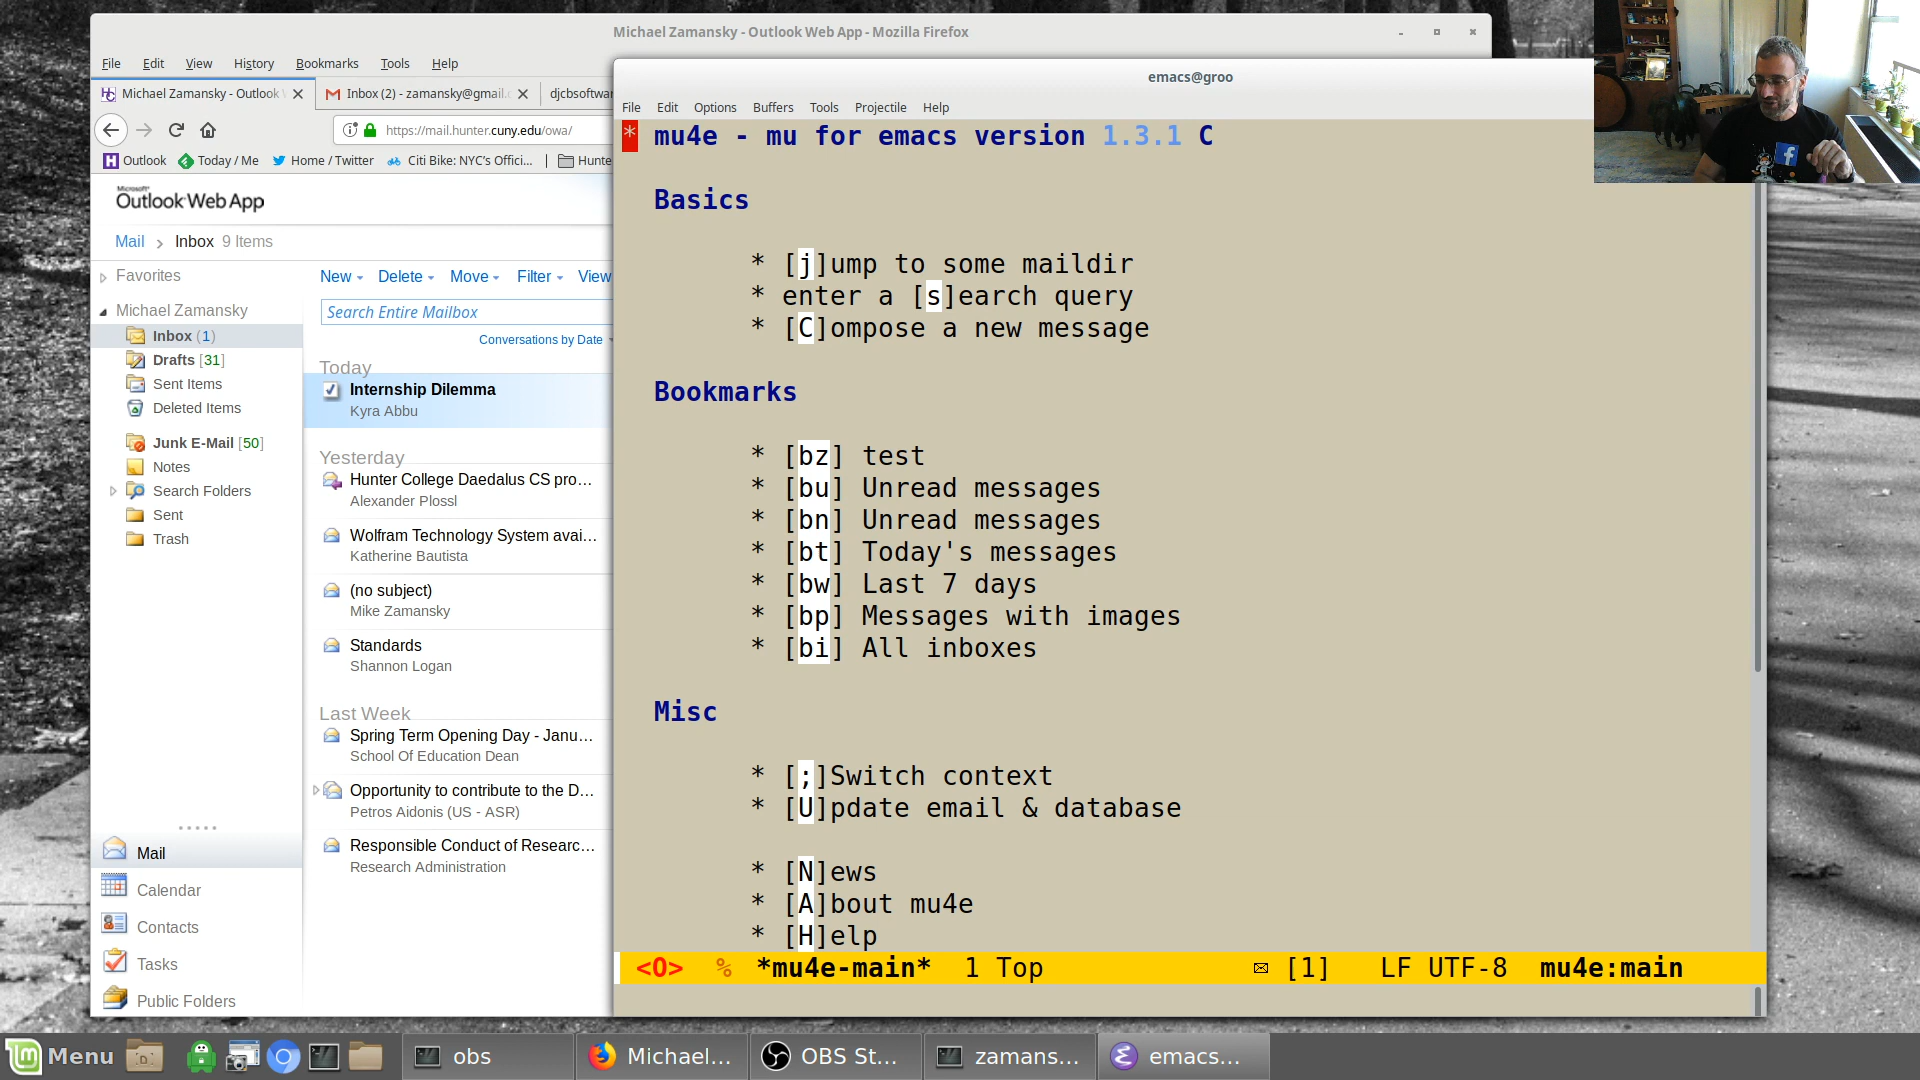 Michael Zamansky - Outlook Web App - Mozilla Firefox
File Edit View History Bookmarks Tools Help
Michael Zamansky - Outlook
Inbox (2) - zamansky@gmail.
djcbsoftwa
https://mail.hunter.cuny.edu/owa/
Outlook Today / Me Home / Twitter Citi Bike: NYC's Offici... Hunte
Microsoft
Outlook Web App
Mail > Inbox 9 Items
Favorites
Michael Zamansky
Inbox (1)
Drafts [31]
Sent Items
Deleted Items
Junk E-Mail [50]
Notes
Search Folders
Sent
Trash
Mail
Calendar
Contacts
Tasks
Public Folders
New Delete Move Filter View
Search Entire Mailbox
Conversations by Date
Today
Internship Dilemma
Kyra Abbu
Yesterday
Hunter College Daedalus CS pro...
Alexander Plossl
Wolfram Technology System avai...
Katherine Bautista
(no subject)
Mike Zamansky
Standards
Shannon Logan
Last Week
Spring Term Opening Day - Janu...
School Of Education Dean
Opportunity to contribute to the D...
Petros Aidonis (US - ASR)
Responsible Conduct of Researc...
Research Administration
emacs@groo
File Edit Options Buffers Tools Projectile Help
* mu4e - mu for emacs version 1.3.1 C
Basics
* [j]ump to some maildir
* enter a [s]earch query
* [C]ompose a new message
Bookmarks
* [bz] test
* [bu] Unread messages
* [bn] Unread messages
* [bt] Today's messages
* [bw] Last 7 days
* [bp] Messages with images
* [bi] All inboxes
Misc
* [;]Switch context
* [U]pdate email & database
* [N]ews
* [A]bout mu4e
* [H]elp
<O> % *mu4e-main* 1 Top [1] LF UTF-8 mu4e:main
Menu obs Michael... OBS St... zamans... emacs...